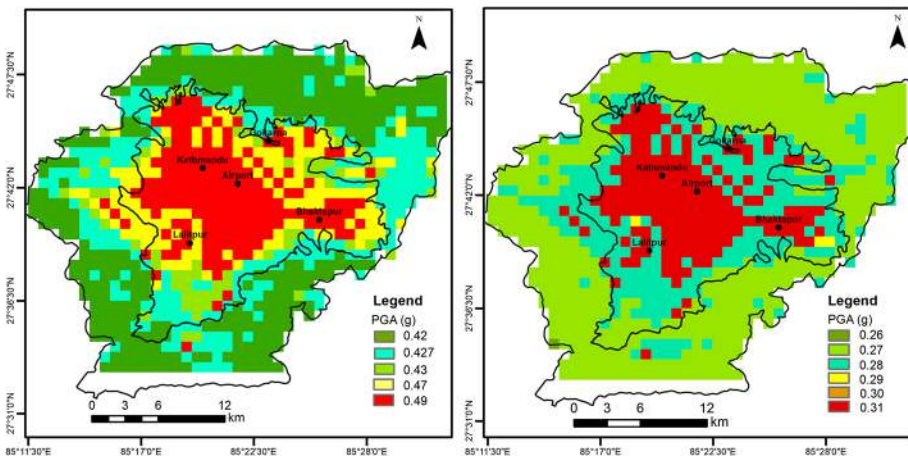 N
27°47'30"N
27°42'0"N
27°36'30"N
27°31'0"N
Gokarna
Kathmandu
Airport
Bhaktapur
Lalitpur
Legend
PGA (g)
0.42
0.427
0.43
0.47
0.49
0 3 6 12
km
85°11'30"E 85°17'0"E 85°22'30"E 85°28'0"E
N
27°47'30"N
27°42'0"N
27°36'30"N
27°31'0"N
Gokarna
Kathmandu
Airport
Bhaktapur
Lalitpur
Legend
PGA (g)
0.26
0.27
0.28
0.29
0.30
0.31
0 3 6 12
km
85°11'30"E 85°17'0"E 85°22'30"E 85°28'0"E